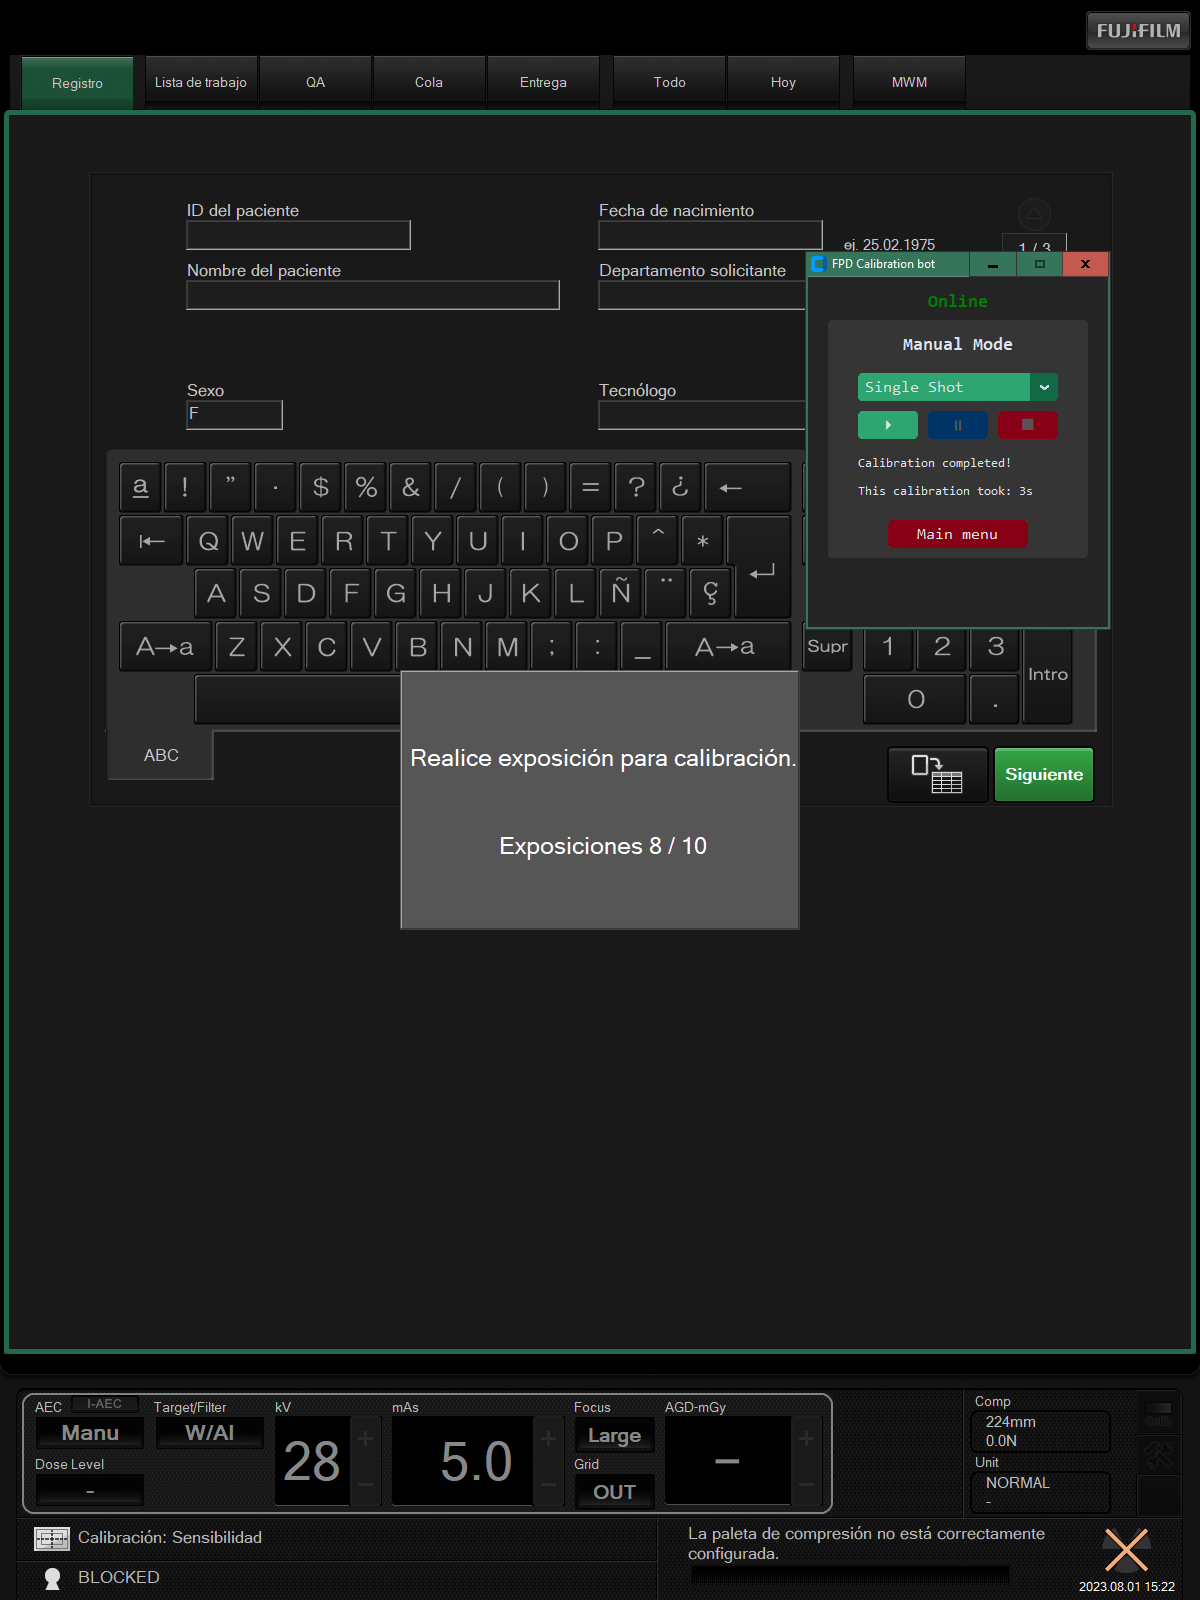 FUJIFILM
Registro
Lista de trabajo
QA
Cola
Entrega
Todo
Hoy
MWM
ID del paciente
Fecha de nacimiento
ej. 25.02.1975
1 / 3
Nombre del paciente
Departamento solicitante
Sexo
F
Tecnólogo
FPD Calibration bot
Online
Manual Mode
Single Shot
Calibration completed!
This calibration took: 3s
Main menu
a ! " · $ % & / ( ) = ? ¿ ←
Q W E R T Y U I O P ^ *
A S D F G H J K L Ñ ¨ ç
A→a Z X C V B N M ; : _ A→a
Supr 1 2 3
Intro
0 .
ABC
Siguiente
Realice exposición para calibración.
Exposiciones 8 / 10
AEC I-AEC
Manu
Dose Level
-
Target/Filter
W/Al
kV
28
+
−
mAs
5.0
+
−
Focus
Large
Grid
OUT
AGD-mGy
−
+
−
Comp
224mm
0.0N
Unit
NORMAL
-
Calibración: Sensibilidad
BLOCKED
La paleta de compresión no está correctamente
configurada.
2023.08.01 15:22